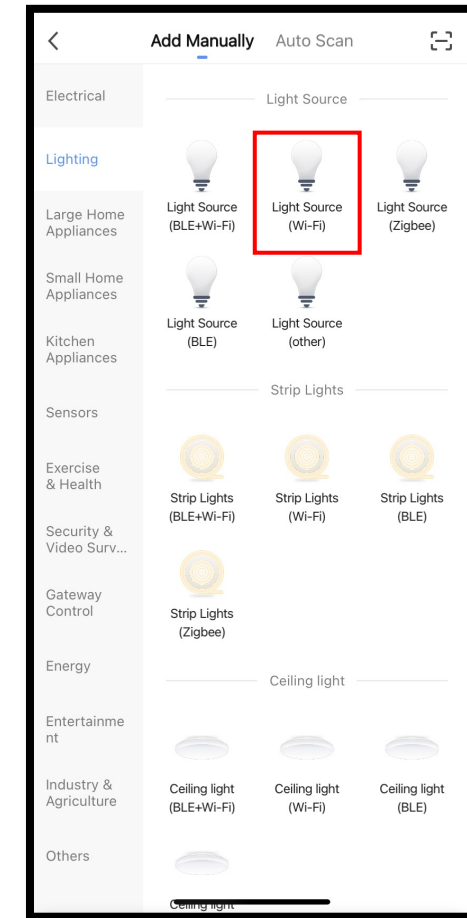 Add Manually Auto Scan
Electrical
Lighting
Large Home
Appliances
Small Home
Appliances
Kitchen
Appliances
Sensors
Exercise
& Health
Security &
Video Surv...
Gateway
Control
Energy
Entertainme
nt
Industry &
Agriculture
Others
Light Source
Light Source
(BLE+Wi-Fi)
Light Source
(Wi-Fi)
Light Source
(Zigbee)
Light Source
(BLE)
Light Source
(other)
Strip Lights
Strip Lights
(BLE+Wi-Fi)
Strip Lights
(Wi-Fi)
Strip Lights
(BLE)
Strip Lights
(Zigbee)
Ceiling light
Ceiling light
(BLE+Wi-Fi)
Ceiling light
(Wi-Fi)
Ceiling light
(BLE)
Ceiling light